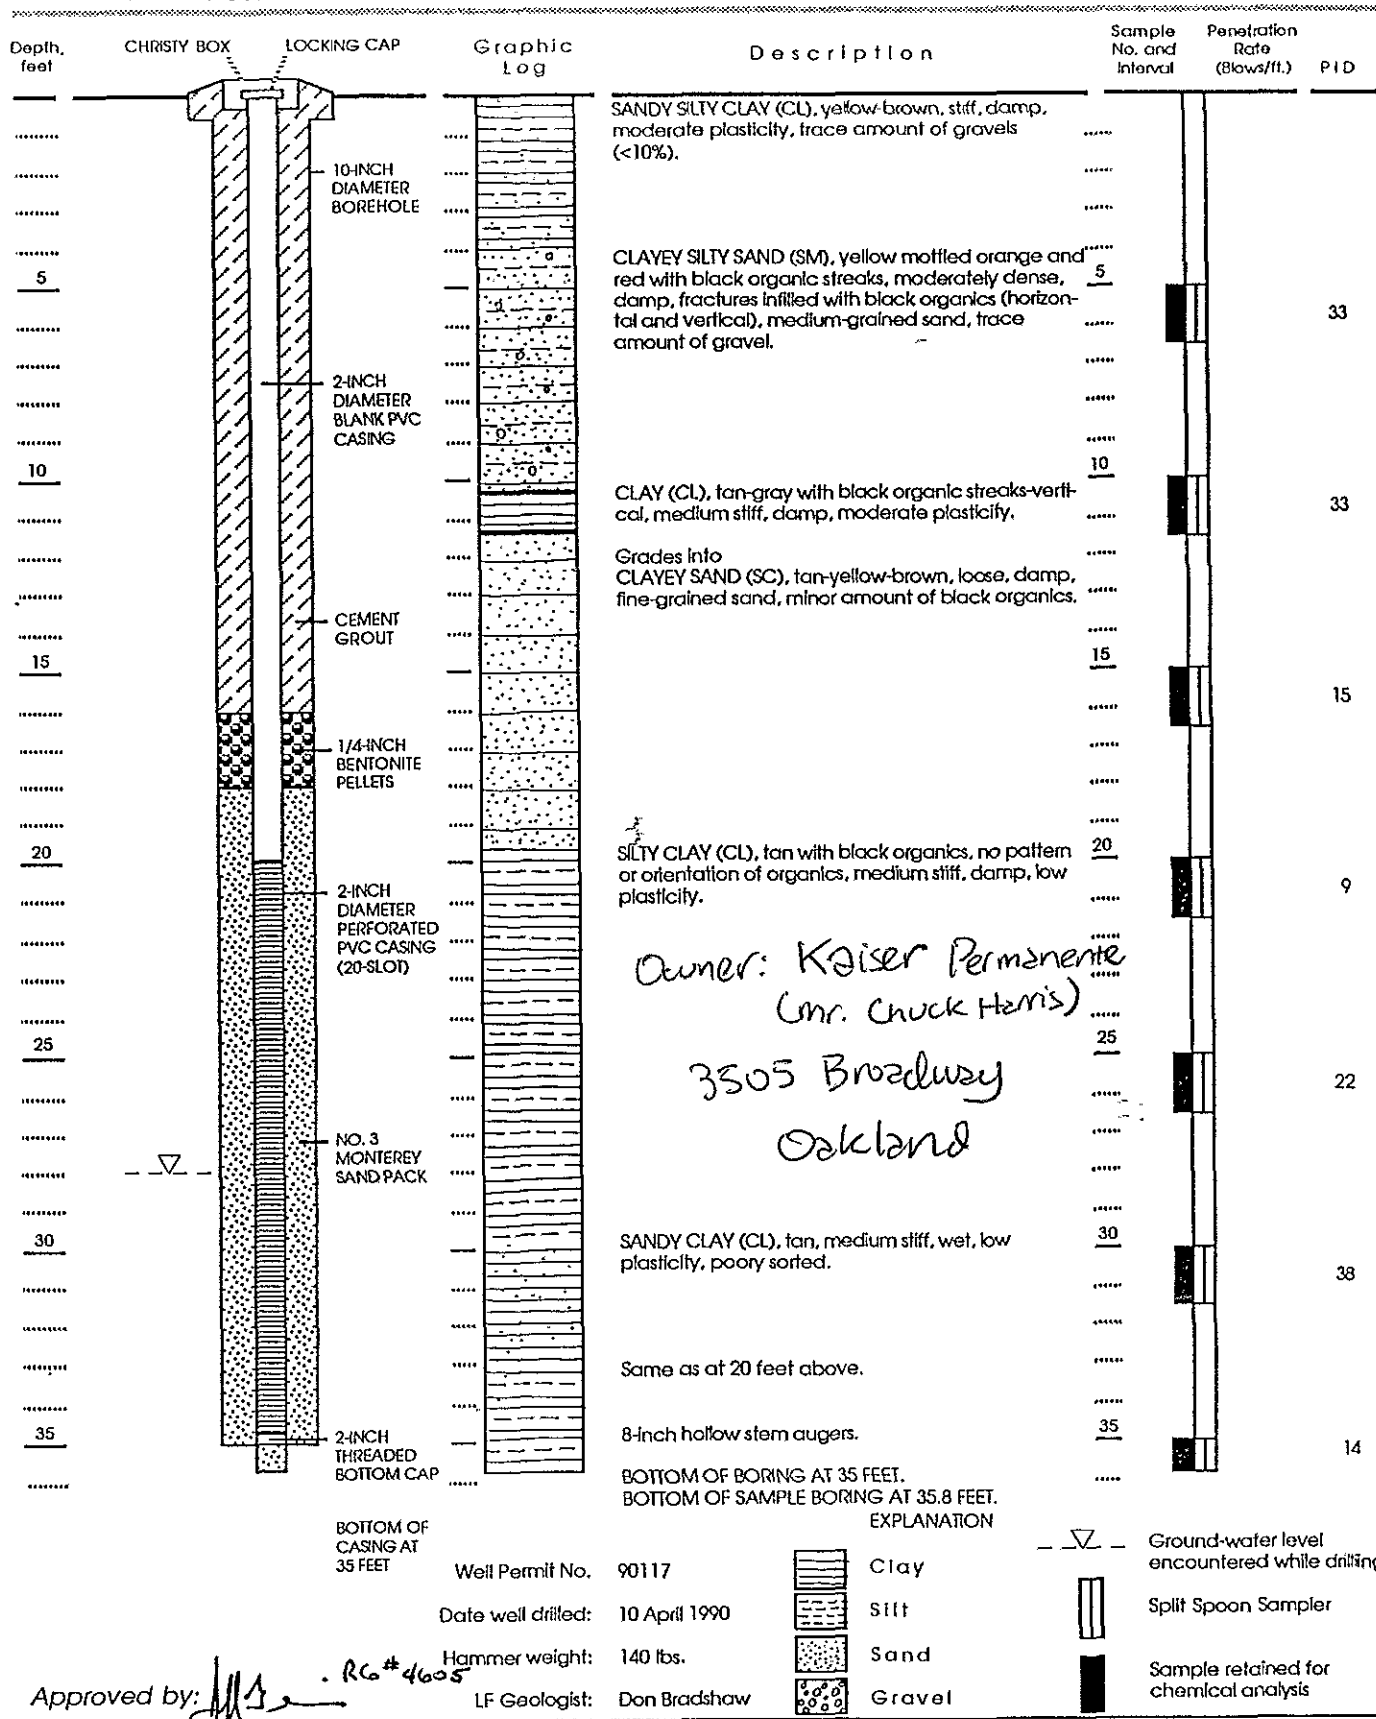 Depth, feet
CHRISTY BOX
LOCKING CAP
Graphic Log
Description
Sample No. and Interval
Penetration Rate (Blows/ft.)
PID
SANDY SILTY CLAY (CL), yellow-brown, stiff, damp,
moderate plasticity, trace amount of gravels
(<10%).
10-INCH
DIAMETER
BOREHOLE
CLAYEY SILTY SAND (SM), yellow mottled orange and
red with black organic streaks, moderately dense,
damp, fractures infilled with black organics (horizon-
tal and vertical), medium-grained sand, trace
amount of gravel.
5
5
33
2-INCH
DIAMETER
BLANK PVC
CASING
10
10
CLAY (CL), tan-gray with black organic streaks-verti-
cal, medium stiff, damp, moderate plasticity.
33
Grades into
CLAYEY SAND (SC), tan-yellow-brown, loose, damp,
fine-grained sand, minor amount of black organics.
CEMENT
GROUT
15
15
15
1/4-INCH
BENTONITE
PELLETS
20
20
SILTY CLAY (CL), tan with black organics, no pattern
or orientation of organics, medium stiff, damp, low
plasticity.
9
2-INCH
DIAMETER
PERFORATED
PVC CASING
(20-SLOT)
Owner: Kaiser Permanente
(Mr. Chuck Harris)
3505 Broadway
Oakland
25
25
22
NO. 3
MONTEREY
SAND PACK
30
30
SANDY CLAY (CL), tan, medium stiff, wet, low
plasticity, poory sorted.
38
Same as at 20 feet above.
35
35
8-inch hollow stem augers.
14
2-INCH
THREADED
BOTTOM CAP
BOTTOM OF BORING AT 35 FEET.
BOTTOM OF SAMPLE BORING AT 35.8 FEET.
BOTTOM OF
CASING AT
35 FEET
EXPLANATION
Well Permit No. 90117
Date well drilled: 10 April 1990
Hammer weight: 140 lbs.
LF Geologist: Don Bradshaw
Clay
Silt
Sand
Gravel
Ground-water level
encountered while drilling
Split Spoon Sampler
Sample retained for
chemical analysis
Approved by:
RG# 4605